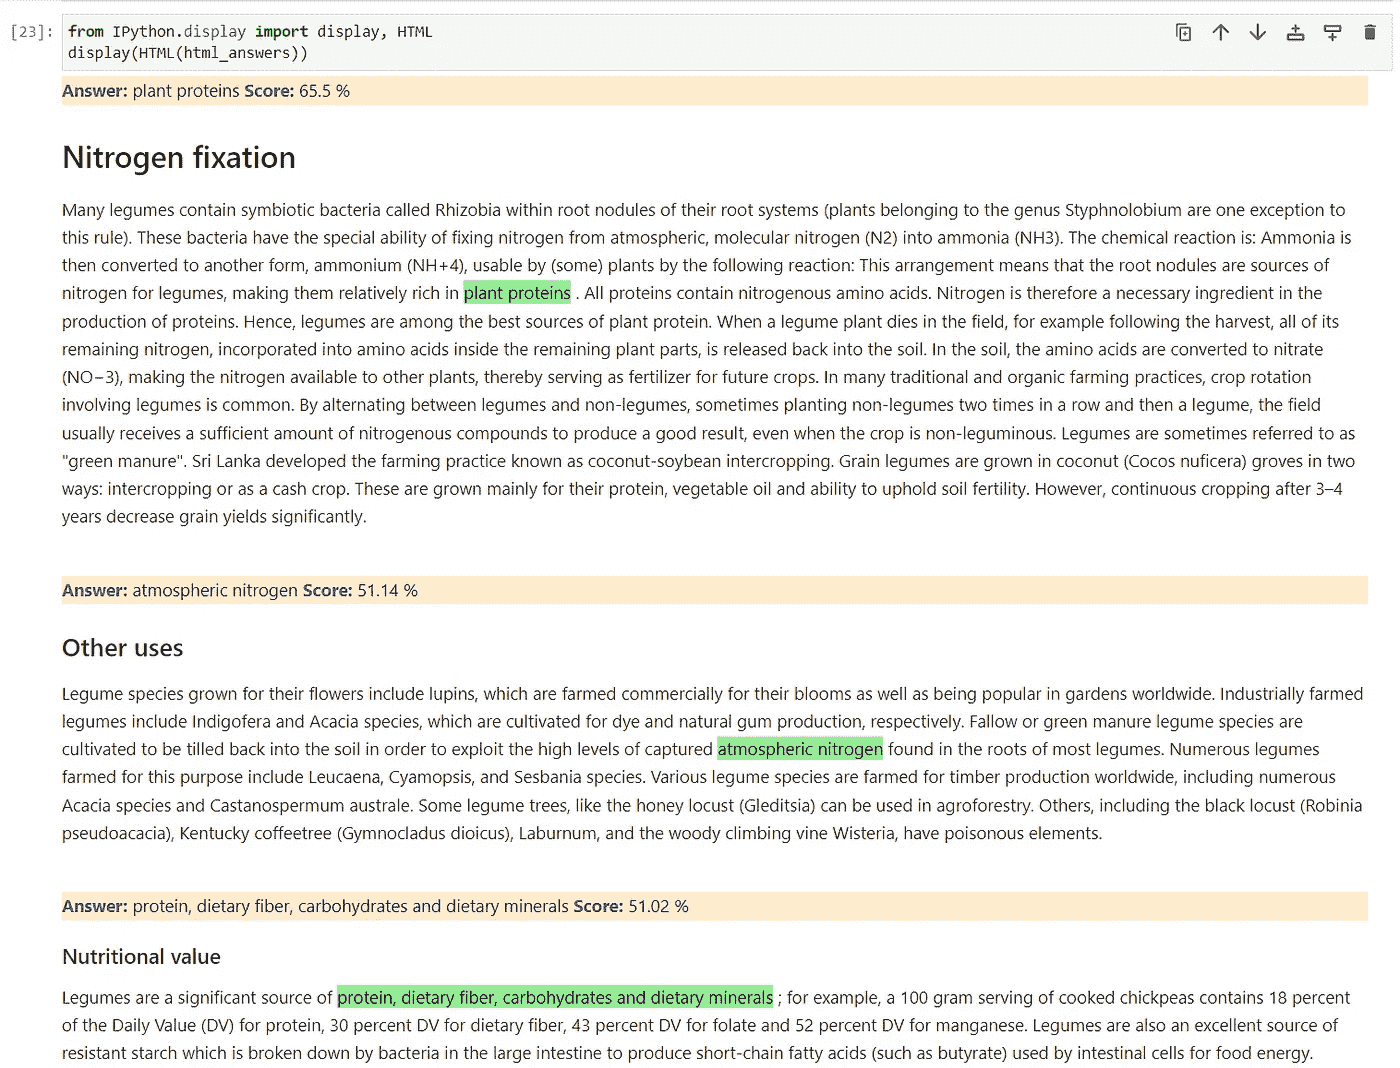 [23]: from IPython.display import display, HTML
display(HTML(html_answers))
Answer: plant proteins Score: 65.5 %
Nitrogen fixation
Many legumes contain symbiotic bacteria called Rhizobia within root nodules of their root systems (plants belonging to the genus Styphnolobium are one exception to
this rule). These bacteria have the special ability of fixing nitrogen from atmospheric, molecular nitrogen (N2) into ammonia (NH3). The chemical reaction is: Ammonia is
then converted to another form, ammonium (NH+4), usable by (some) plants by the following reaction: This arrangement means that the root nodules are sources of
nitrogen for legumes, making them relatively rich in plant proteins . All proteins contain nitrogenous amino acids. Nitrogen is therefore a necessary ingredient in the
production of proteins. Hence, legumes are among the best sources of plant protein. When a legume plant dies in the field, for example following the harvest, all of its
remaining nitrogen, incorporated into amino acids inside the remaining plant parts, is released back into the soil. In the soil, the amino acids are converted to nitrate
(NO−3), making the nitrogen available to other plants, thereby serving as fertilizer for future crops. In many traditional and organic farming practices, crop rotation
involving legumes is common. By alternating between legumes and non-legumes, sometimes planting non-legumes two times in a row and then a legume, the field
usually receives a sufficient amount of nitrogenous compounds to produce a good result, even when the crop is non-leguminous. Legumes are sometimes referred to as
"green manure". Sri Lanka developed the farming practice known as coconut-soybean intercropping. Grain legumes are grown in coconut (Cocos nuficera) groves in two
ways: intercropping or as a cash crop. These are grown mainly for their protein, vegetable oil and ability to uphold soil fertility. However, continuous cropping after 3–4
years decrease grain yields significantly.
Answer: atmospheric nitrogen Score: 51.14 %
Other uses
Legume species grown for their flowers include lupins, which are farmed commercially for their blooms as well as being popular in gardens worldwide. Industrially farmed
legumes include Indigofera and Acacia species, which are cultivated for dye and natural gum production, respectively. Fallow or green manure legume species are
cultivated to be tilled back into the soil in order to exploit the high levels of captured atmospheric nitrogen found in the roots of most legumes. Numerous legumes
farmed for this purpose include Leucaena, Cyamopsis, and Sesbania species. Various legume species are farmed for timber production worldwide, including numerous
Acacia species and Castanospermum australe. Some legume trees, like the honey locust (Gleditsia) can be used in agroforestry. Others, including the black locust (Robinia
pseudoacacia), Kentucky coffeetree (Gymnocladus dioicus), Laburnum, and the woody climbing vine Wisteria, have poisonous elements.
Answer: protein, dietary fiber, carbohydrates and dietary minerals Score: 51.02 %
Nutritional value
Legumes are a significant source of protein, dietary fiber, carbohydrates and dietary minerals ; for example, a 100 gram serving of cooked chickpeas contains 18 percent
of the Daily Value (DV) for protein, 30 percent DV for dietary fiber, 43 percent DV for folate and 52 percent DV for manganese. Legumes are also an excellent source of
resistant starch which is broken down by bacteria in the large intestine to produce short-chain fatty acids (such as butyrate) used by intestinal cells for food energy.